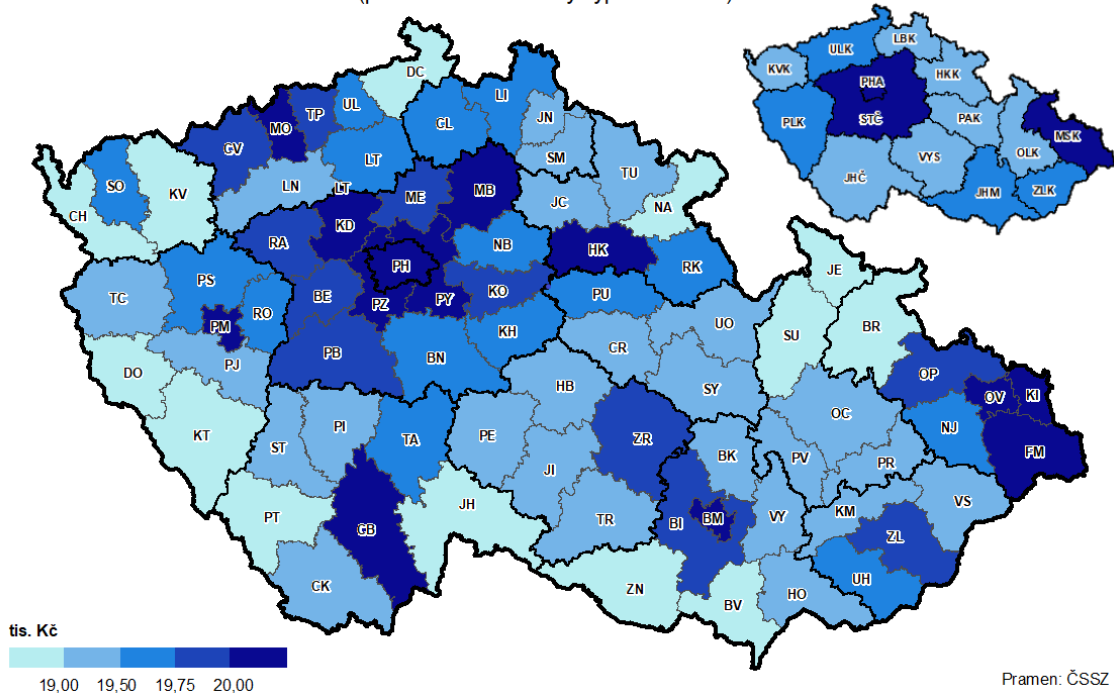 DC
LI
UL
TP
MO
GL
JN
GV
LT
SM
TU
LN
LT
ME
MB
JC
SO
KV
CH
NA
RA
KD
NB
HK
PH
RK
PS
TC
BE
PZ
PY
KO
PU
JE
RO
PM
SU
BR
UO
KH
CR
PB
BN
PJ
DO
OP
HB
SY
OV
KI
KT
ST
PI
TA
PE
ZR
OC
NJ
FM
BK
PV
PR
JI
PT
GB
JH
TR
BI
BM
VY
KM
VS
ZL
CK
ZN
BV
HO
UH
LBK
ULK
KVK
HKK
PHA
STČ
PLK
PAK
MSK
VYS
OLK
JHČ
JHM
ZLK
tis. Kč
19,00 19,50 19,75 20,00
Pramen: ČSSZ